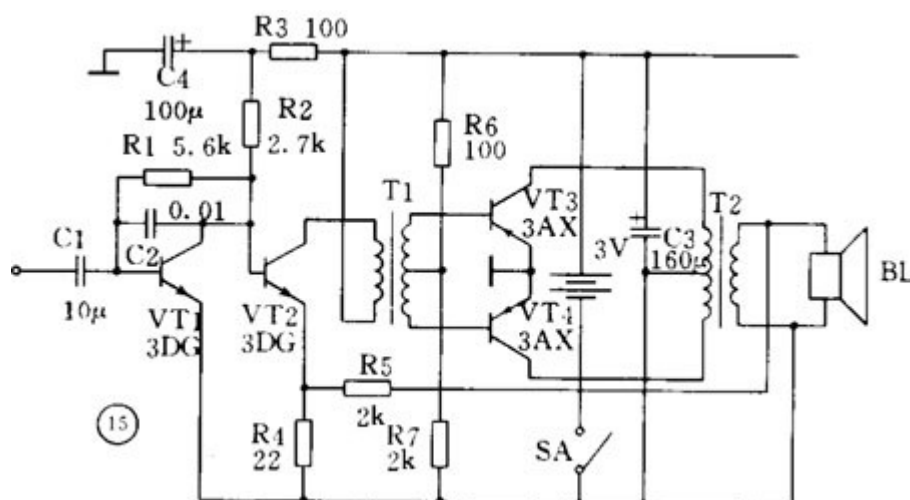 R3 100
C4
100μ
R2
2.7k
R1 5.6k
R6
100
T1
VT3
3AX
T2
0.01
C2
C1
10μ
3V
C3
160μ
BL
VT1
3DG
VT2
3DG
VT4
3AX
R5
2k
15
R4
22
R7
2k
SA